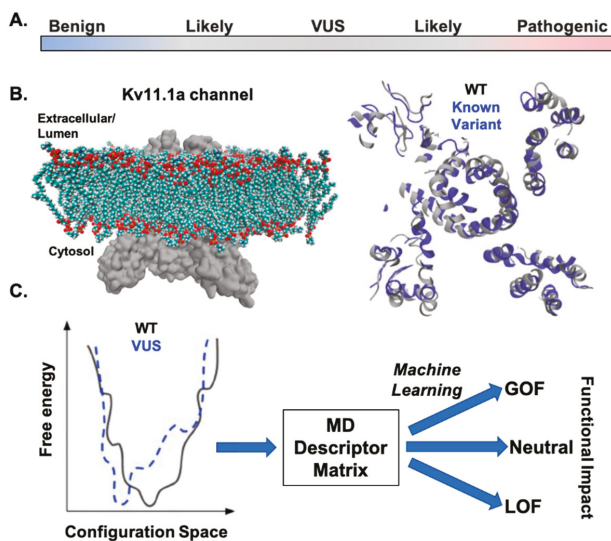 A.
Benign Likely VUS Likely Pathogenic
B.
Kv11.1a channel
Extracellular/
Lumen
Cytosol
WT
Known
Variant
C.
WT
VUS
Free energy
Configuration Space
MD
Descriptor
Matrix
Machine
Learning
GOF
Neutral
LOF
Functional Impact